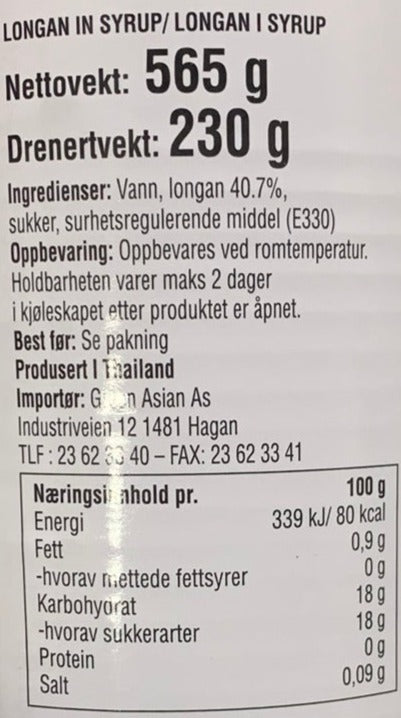 LONGAN IN SYRUP/ LONGAN I SYRUP
Nettovekt: 565 g
Drenertvekt: 230 g
Ingredienser: Vann, longan 40.7%,
sukker, surhetsregulerende middel (E330)
Oppbevaring: Oppbevares ved romtemperatur.
Holdbarheten varer maks 2 dager
i kjøleskapet etter produktet er åpnet.
Best før: Se pakning
Produsert I Thailand
Importør: Asian As
Industriveien 12 1481 Hagan
TLF : 23 62 40 – FAX: 23 62 33 41
Næringsinnhold pr. 100 g
Energi 339 kJ/ 80 kcal
Fett 0,9 g
-hvorav mettede fettsyrer 0 g
Karbohydrat 18 g
-hvorav sukkerarter 18 g
Protein 0 g
Salt 0,09 g